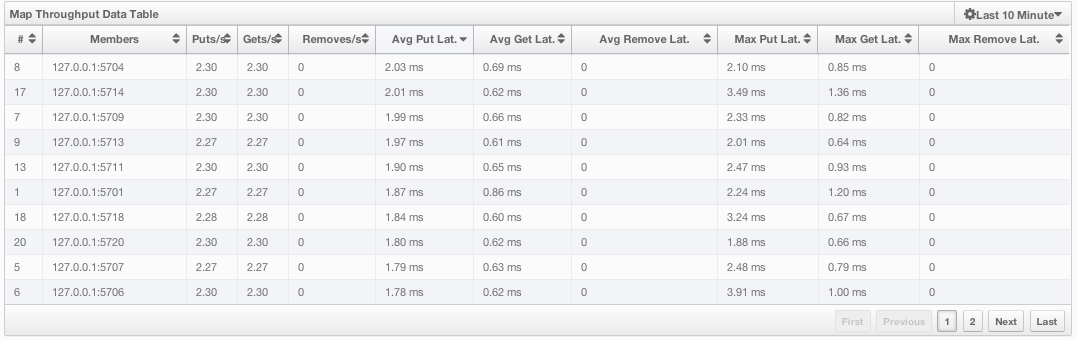 Map Throughput Data Table Last 10 Minute
# Members Puts/s Gets/s Removes/s Avg Put Lat. Avg Get Lat. Avg Remove Lat. Max Put Lat. Max Get Lat. Max Remove Lat.
8 127.0.0.1:5704 2.30 2.30 0 2.03 ms 0.69 ms 0 2.10 ms 0.85 ms 0
17 127.0.0.1:5714 2.30 2.30 0 2.01 ms 0.62 ms 0 3.49 ms 1.36 ms 0
7 127.0.0.1:5709 2.30 2.30 0 1.99 ms 0.66 ms 0 2.33 ms 0.82 ms 0
9 127.0.0.1:5713 2.27 2.27 0 1.97 ms 0.61 ms 0 2.01 ms 0.64 ms 0
13 127.0.0.1:5711 2.30 2.30 0 1.90 ms 0.65 ms 0 2.47 ms 0.93 ms 0
1 127.0.0.1:5701 2.27 2.27 0 1.87 ms 0.86 ms 0 2.24 ms 1.20 ms 0
18 127.0.0.1:5718 2.28 2.28 0 1.84 ms 0.60 ms 0 3.24 ms 0.67 ms 0
20 127.0.0.1:5720 2.30 2.30 0 1.80 ms 0.62 ms 0 1.88 ms 0.66 ms 0
5 127.0.0.1:5707 2.27 2.27 0 1.79 ms 0.63 ms 0 2.48 ms 0.79 ms 0
6 127.0.0.1:5706 2.30 2.30 0 1.78 ms 0.62 ms 0 3.91 ms 1.00 ms 0
First Previous 1 2 Next Last